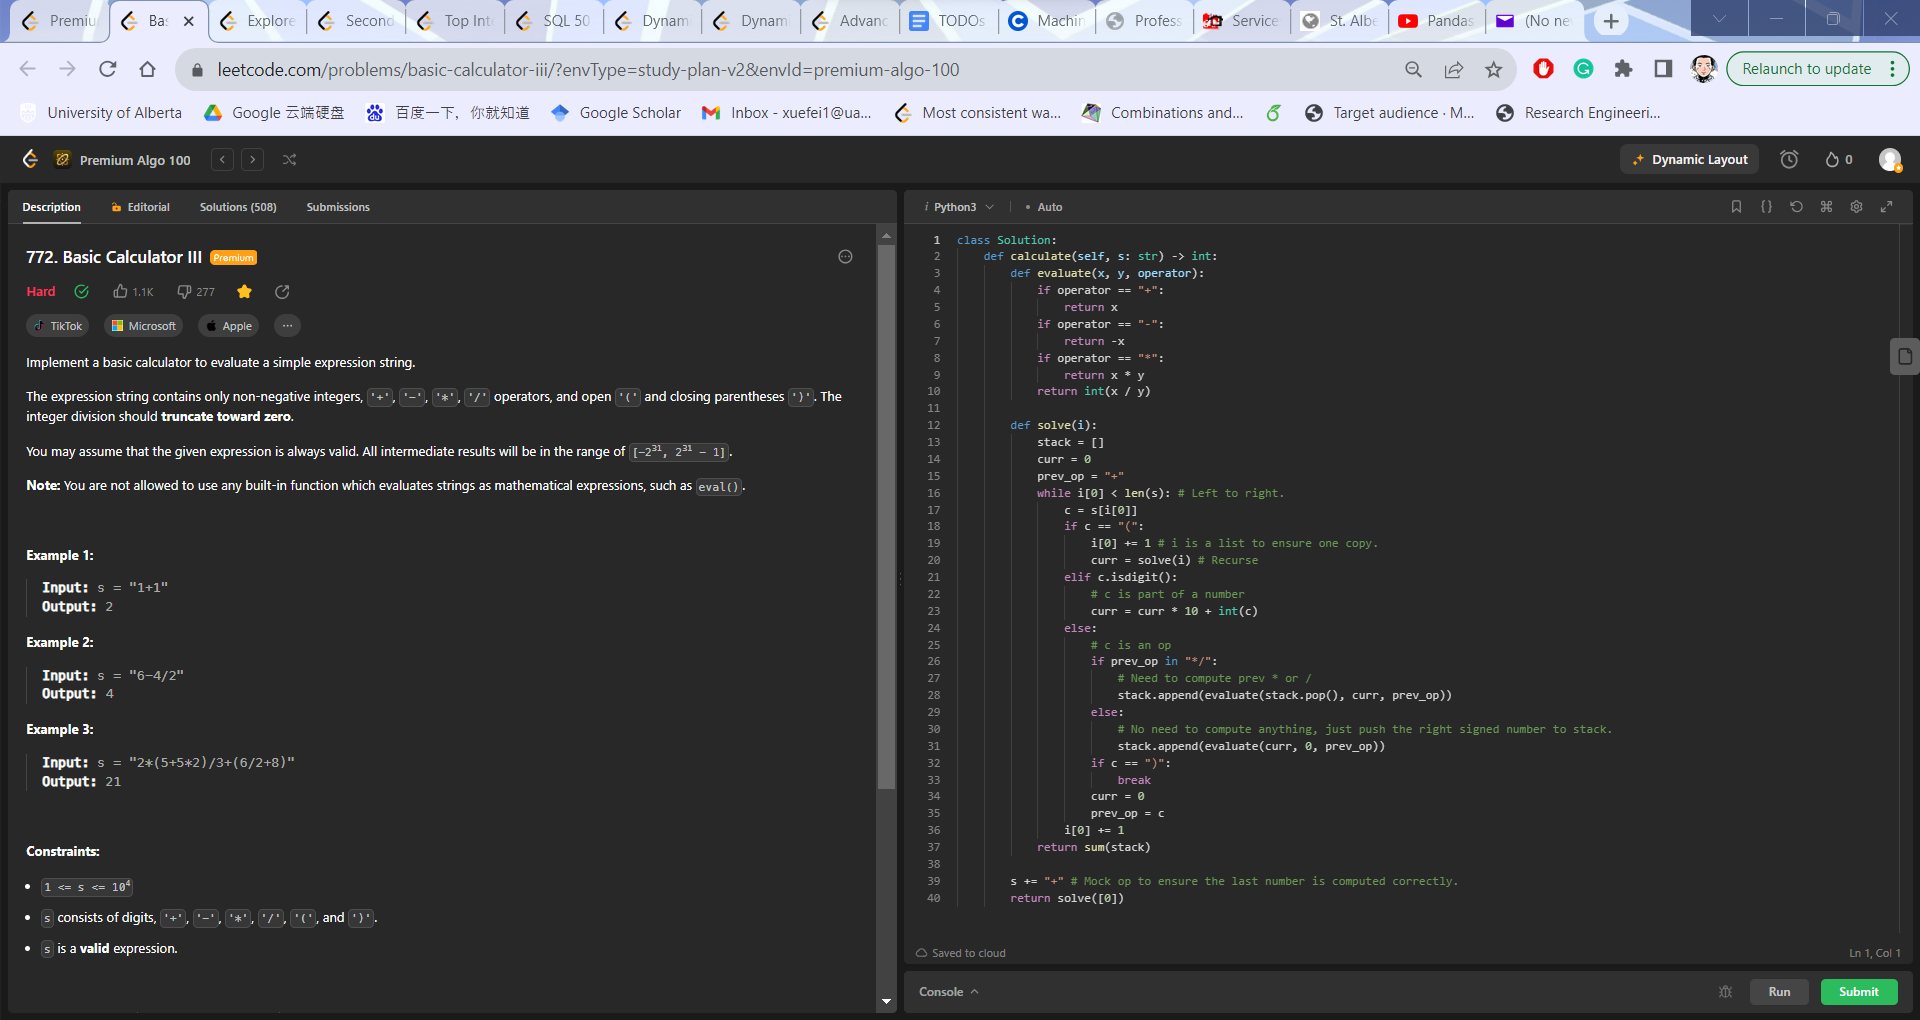 Premiu
Bas
Explore
Second
Top Inte
SQL 50
Dynam
Dynam
Advanc
TODOs
Machin
Profess
Service
St. Albe
Pandas
(No ne
leetcode.com/problems/basic-calculator-iii/?envType=study-plan-v2&envId=premium-algo-100
Relaunch to update
University of Alberta
Google 云端硬盘
百度一下，你就知道
Google Scholar
Inbox - xuefei1@ua...
Most consistent wa...
Combinations and...
Target audience · M...
Research Engineeri...
Premium Algo 100
Dynamic Layout
0
Description
Editorial
Solutions (508)
Submissions
772. Basic Calculator III
Premium
Hard
1.1K
277
TikTok
Microsoft
Apple
...
Implement a basic calculator to evaluate a simple expression string.
The expression string contains only non-negative integers, '+', '-', '*', '/' operators, and open '(' and closing parentheses ')'. The
integer division should truncate toward zero.
You may assume that the given expression is always valid. All intermediate results will be in the range of [-2³¹, 2³¹ - 1].
Note: You are not allowed to use any built-in function which evaluates strings as mathematical expressions, such as eval().
Example 1:
Input: s = "1+1"
Output: 2
Example 2:
Input: s = "6-4/2"
Output: 4
Example 3:
Input: s = "2*(5+5*2)/3+(6/2+8)"
Output: 21
Constraints:
• 1 <= s <= 10⁴
• s consists of digits, '+', '-', '*', '/', '(', and ')'.
• s is a valid expression.
i Python3
• Auto
{}
1 class Solution:
2     def calculate(self, s: str) -> int:
3         def evaluate(x, y, operator):
4             if operator == "+":
5                 return x
6             if operator == "-":
7                 return -x
8             if operator == "*":
9                 return x * y
10             return int(x / y)
11
12         def solve(i):
13             stack = []
14             curr = 0
15             prev_op = "+"
16             while i[0] < len(s): # Left to right.
17                 c = s[i[0]]
18                 if c == "(":
19                     i[0] += 1 # i is a list to ensure one copy.
20                     curr = solve(i) # Recurse
21                 elif c.isdigit():
22                     # c is part of a number
23                     curr = curr * 10 + int(c)
24                 else:
25                     # c is an op
26                     if prev_op in "*/":
27                         # Need to compute prev * or /
28                         stack.append(evaluate(stack.pop(), curr, prev_op))
29                     else:
30                         # No need to compute anything, just push the right signed number to stack.
31                         stack.append(evaluate(curr, 0, prev_op))
32                     if c == ")":
33                         break
34                     curr = 0
35                     prev_op = c
36                 i[0] += 1
37             return sum(stack)
38
39         s += "+" # Mock op to ensure the last number is computed correctly.
40         return solve([0])
Saved to cloud
Ln 1, Col 1
Console
Run
Submit